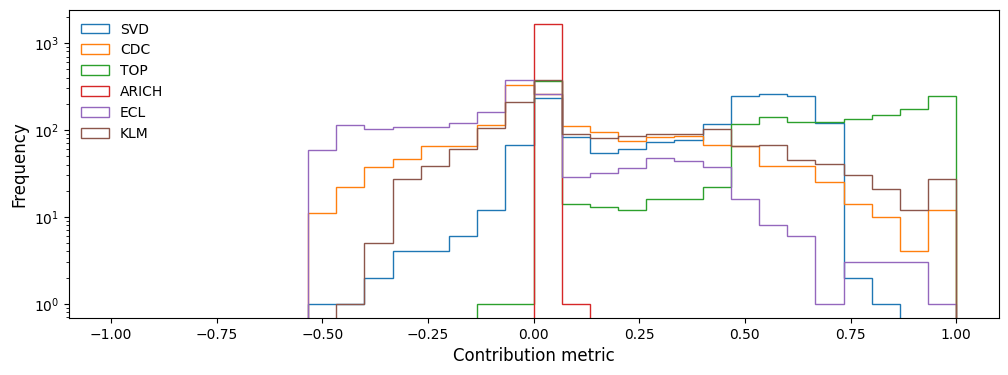 SVD
CDC
TOP
ARICH
ECL
KLM
Frequency
10³
10²
10¹
10⁰
−1.00 −0.75 −0.50 −0.25 0.00 0.25 0.50 0.75 1.00
Contribution metric